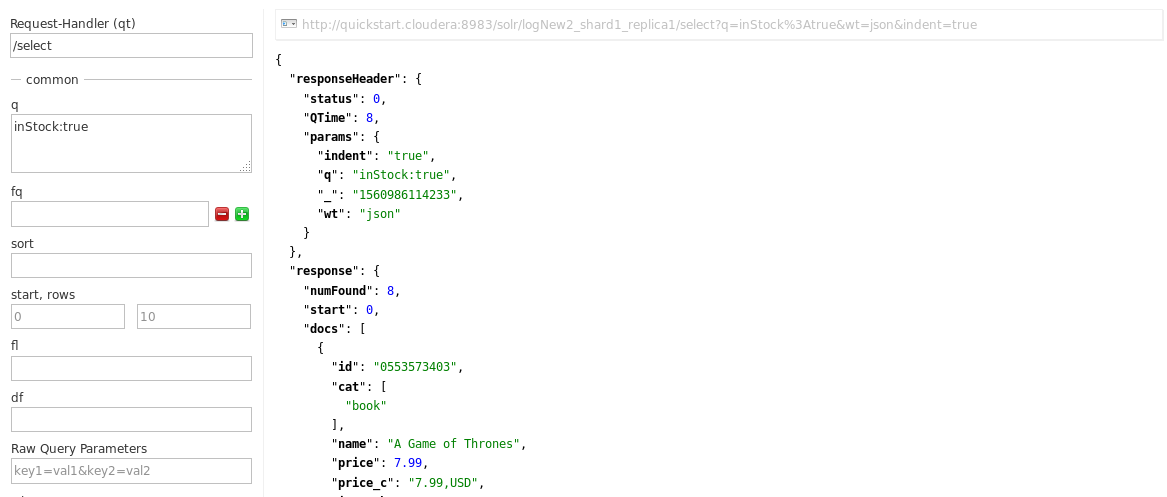 Request-Handler (qt)
/select
common
q
inStock:true
fq
sort
start, rows
0 10
fl
df
Raw Query Parameters
key1=val1&key2=val2
http://quickstart.cloudera:8983/solr/logNew2_shard1_replica1/select?q=inStock%3Atrue&wt=json&indent=true
{
"responseHeader": {
"status": 0,
"QTime": 8,
"params": {
"indent": "true",
"q": "inStock:true",
"_": "1560986114233",
"wt": "json"
}
},
"response": {
"numFound": 8,
"start": 0,
"docs": [
{
"id": "0553573403",
"cat": [
"book"
],
"name": "A Game of Thrones",
"price": 7.99,
"price_c": "7.99,USD",